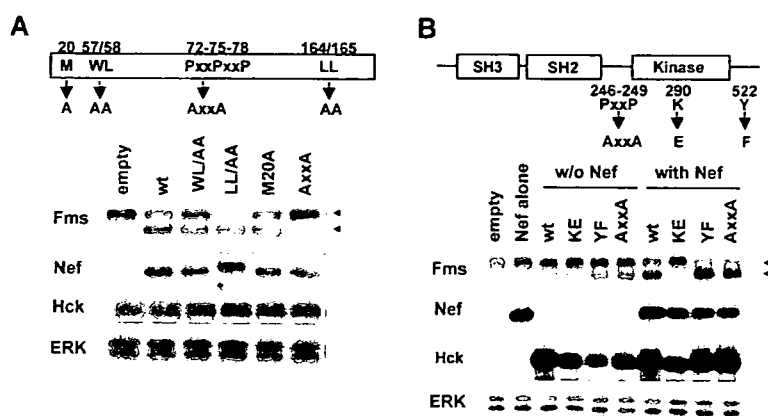 A
20 57/58 72-75-78 164/165
M WL PxxPxxP LL
A AA AxxA AA
empty wt WL/AA LL/AA M20A AxxA
Fms
Nef
Hck
ERK
B
SH3 SH2 Kinase
246-249 290 522
PxxP K Y
AxxA E F
w/o Nef with Nef
empty Nef alone wt KE YF AxxA wt KE YF AxxA
Fms
Nef
Hck
ERK